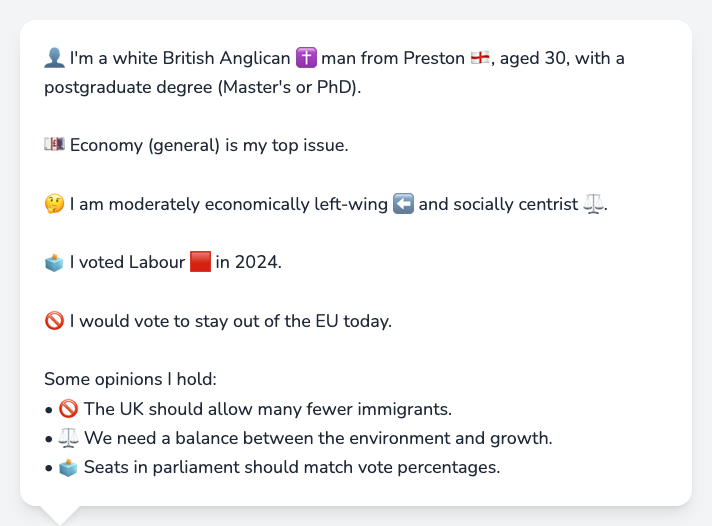 👤 I'm a white British Anglican ✝️ man from Preston 🏴󠁧󠁢󠁥󠁮󠁧󠁿, aged 30, with a
postgraduate degree (Master's or PhD).
💷 Economy (general) is my top issue.
🤔 I am moderately economically left-wing ⬅️ and socially centrist ⚖️.
🗳️ I voted Labour 🟥 in 2024.
🚫 I would vote to stay out of the EU today.
Some opinions I hold:
• 🚫 The UK should allow many fewer immigrants.
• ⚖️ We need a balance between the environment and growth.
• 🗳️ Seats in parliament should match vote percentages.